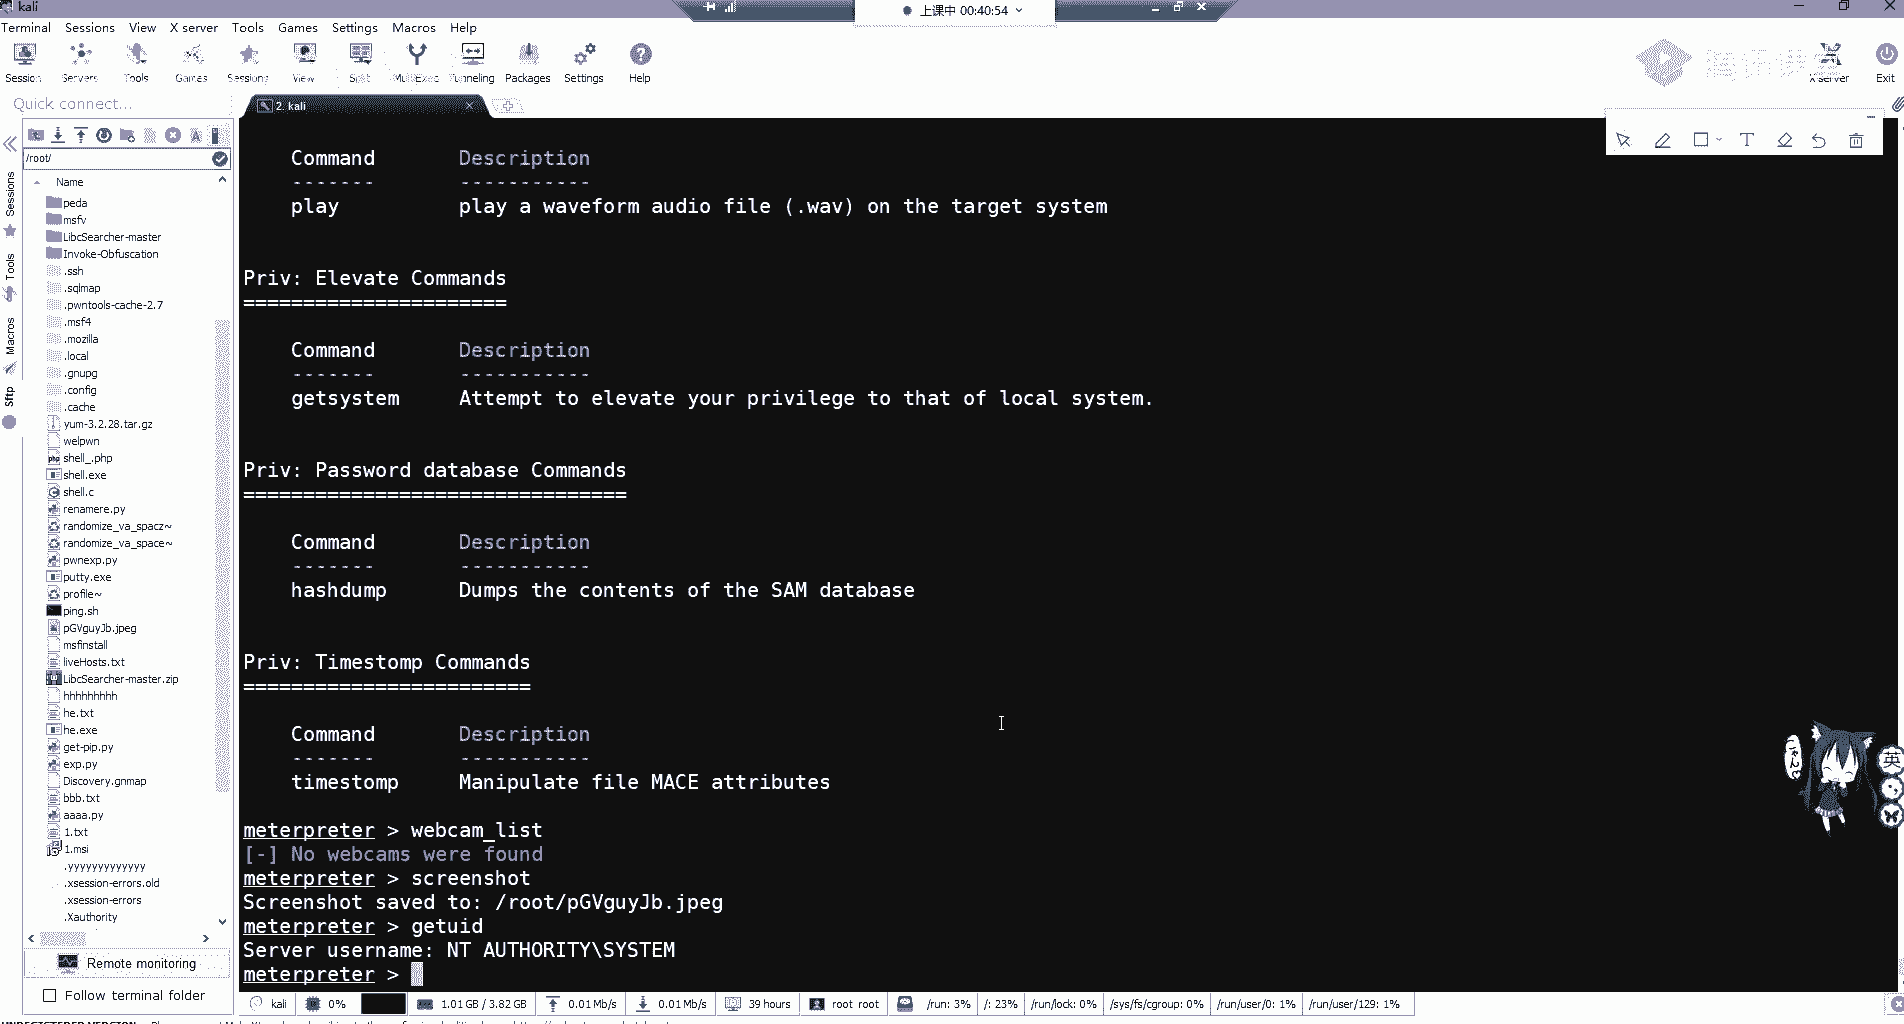 kali
上课中 00:40:54
Terminal Sessions View X server Tools Games Settings Macros Help
Session Servers Tools Games Sessions View Split MultiExec Tunneling Packages Settings Help
X server Exit
Quick connect...
2. kali
/root/
Name
Sessions
Tools
Macros
Sftp
peda
msfv
LibcSearcher-master
Invoke-Obfuscation
.ssh
.sqlmap
.pwntools-cache-2.7
.msf4
.mozilla
.local
.gnupg
.config
.cache
yum-3.2.28.tar.gz
welpwn
shell_.php
shell.exe
shell.c
renamere.py
randomize_va_spacz~
randomize_va_space~
pwnexp.py
putty.exe
profile~
ping.sh
pGVguyJb.jpeg
msfinstall
liveHosts.txt
LibcSearcher-master.zip
hhhhhhhhh
he.txt
he.exe
get-pip.py
exp.py
Discovery.gnmap
bbb.txt
aaaa.py
1.txt
1.msi
.yyyyyyyyyyyyy
.xsession-errors.old
.xsession-errors
.Xauthority
Remote monitoring
Follow terminal folder
Command Description
------- -----------
play play a waveform audio file (.wav) on the target system
Priv: Elevate Commands
======================
Command Description
------- -----------
getsystem Attempt to elevate your privilege to that of local system.
Priv: Password database Commands
================================
Command Description
------- -----------
hashdump Dumps the contents of the SAM database
Priv: Timestomp Commands
========================
Command Description
------- -----------
timestomp Manipulate file MACE attributes
meterpreter > webcam_list
[-] No webcams were found
meterpreter > screenshot
Screenshot saved to: /root/pGVguyJb.jpeg
meterpreter > getuid
Server username: NT AUTHORITY\SYSTEM
meterpreter >
英
kali 0% 1.01 GB / 3.82 GB 0.01 Mb/s 0.01 Mb/s 39 hours root root /run: 3% /: 23% /run/lock: 0% /sys/fs/cgroup: 0% /run/user/0: 1% /run/user/129: 1%